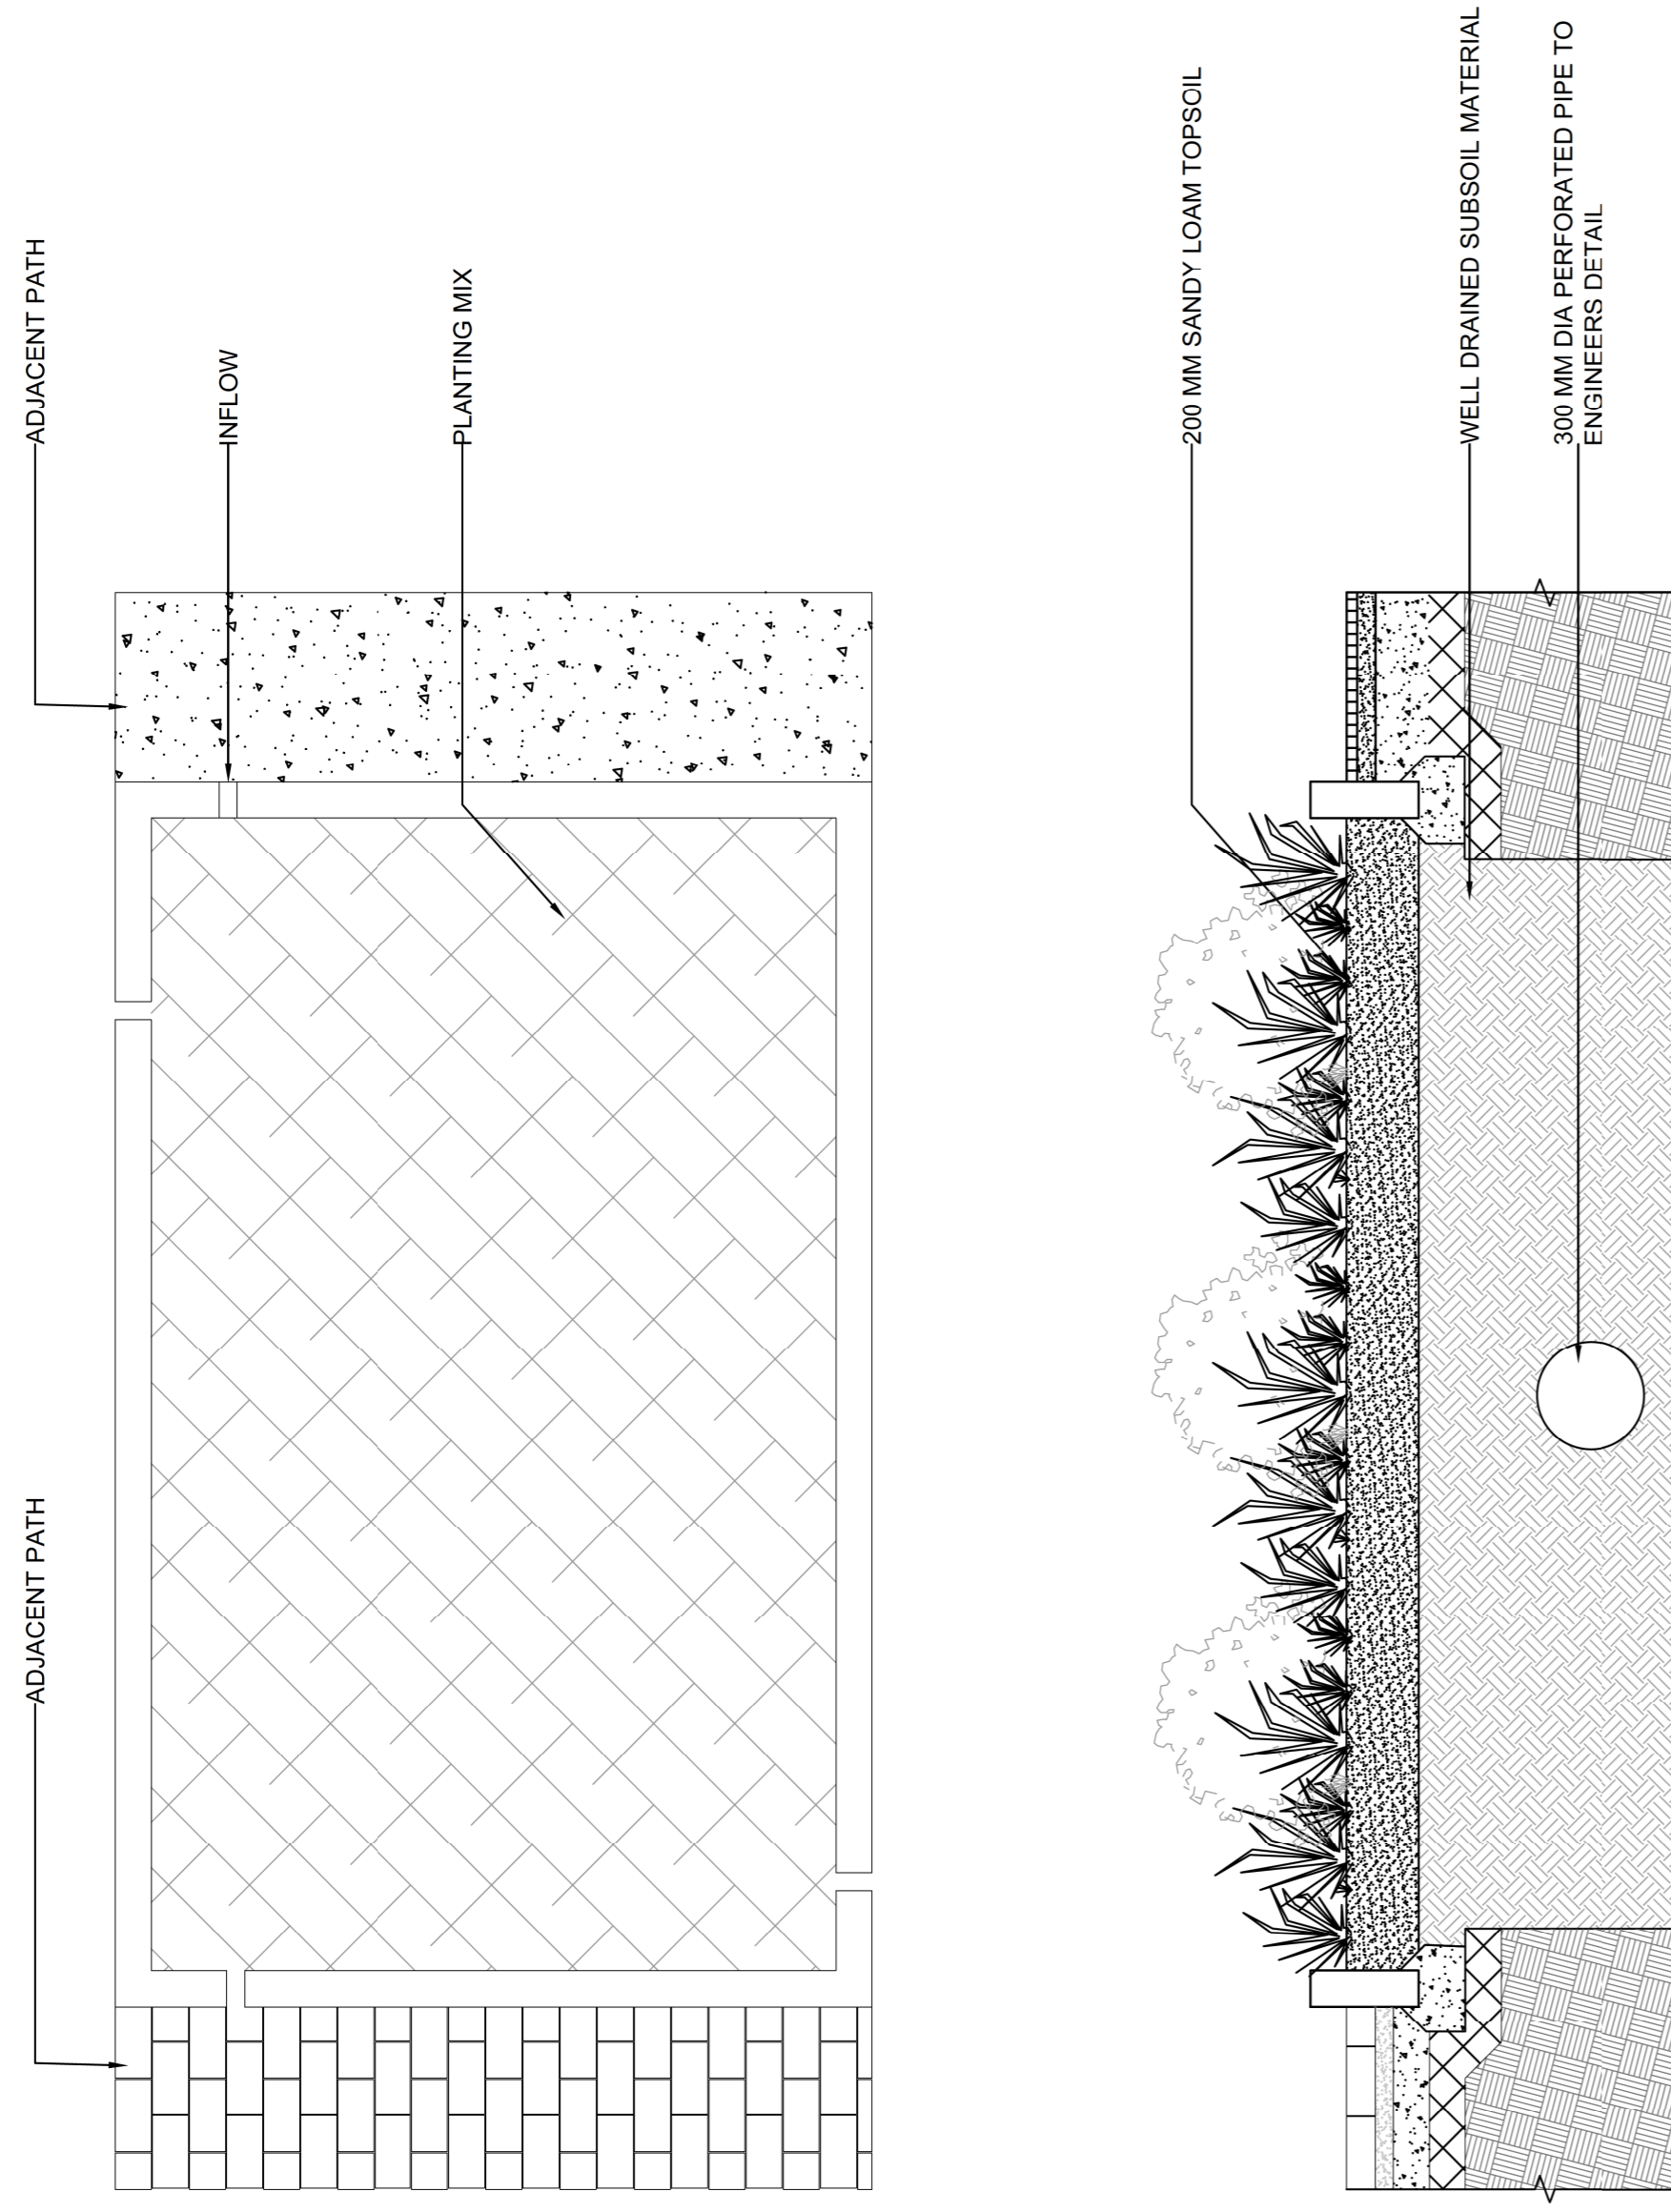 ADJACENT PATH
ADJACENT PATH
INFLOW
PLANTING MIX
200 MM SANDY LOAM TOPSOIL
WELL DRAINED SUBSOIL MATERIAL
300 MM DIA PERFORATED PIPE TO
ENGINEERS DETAIL